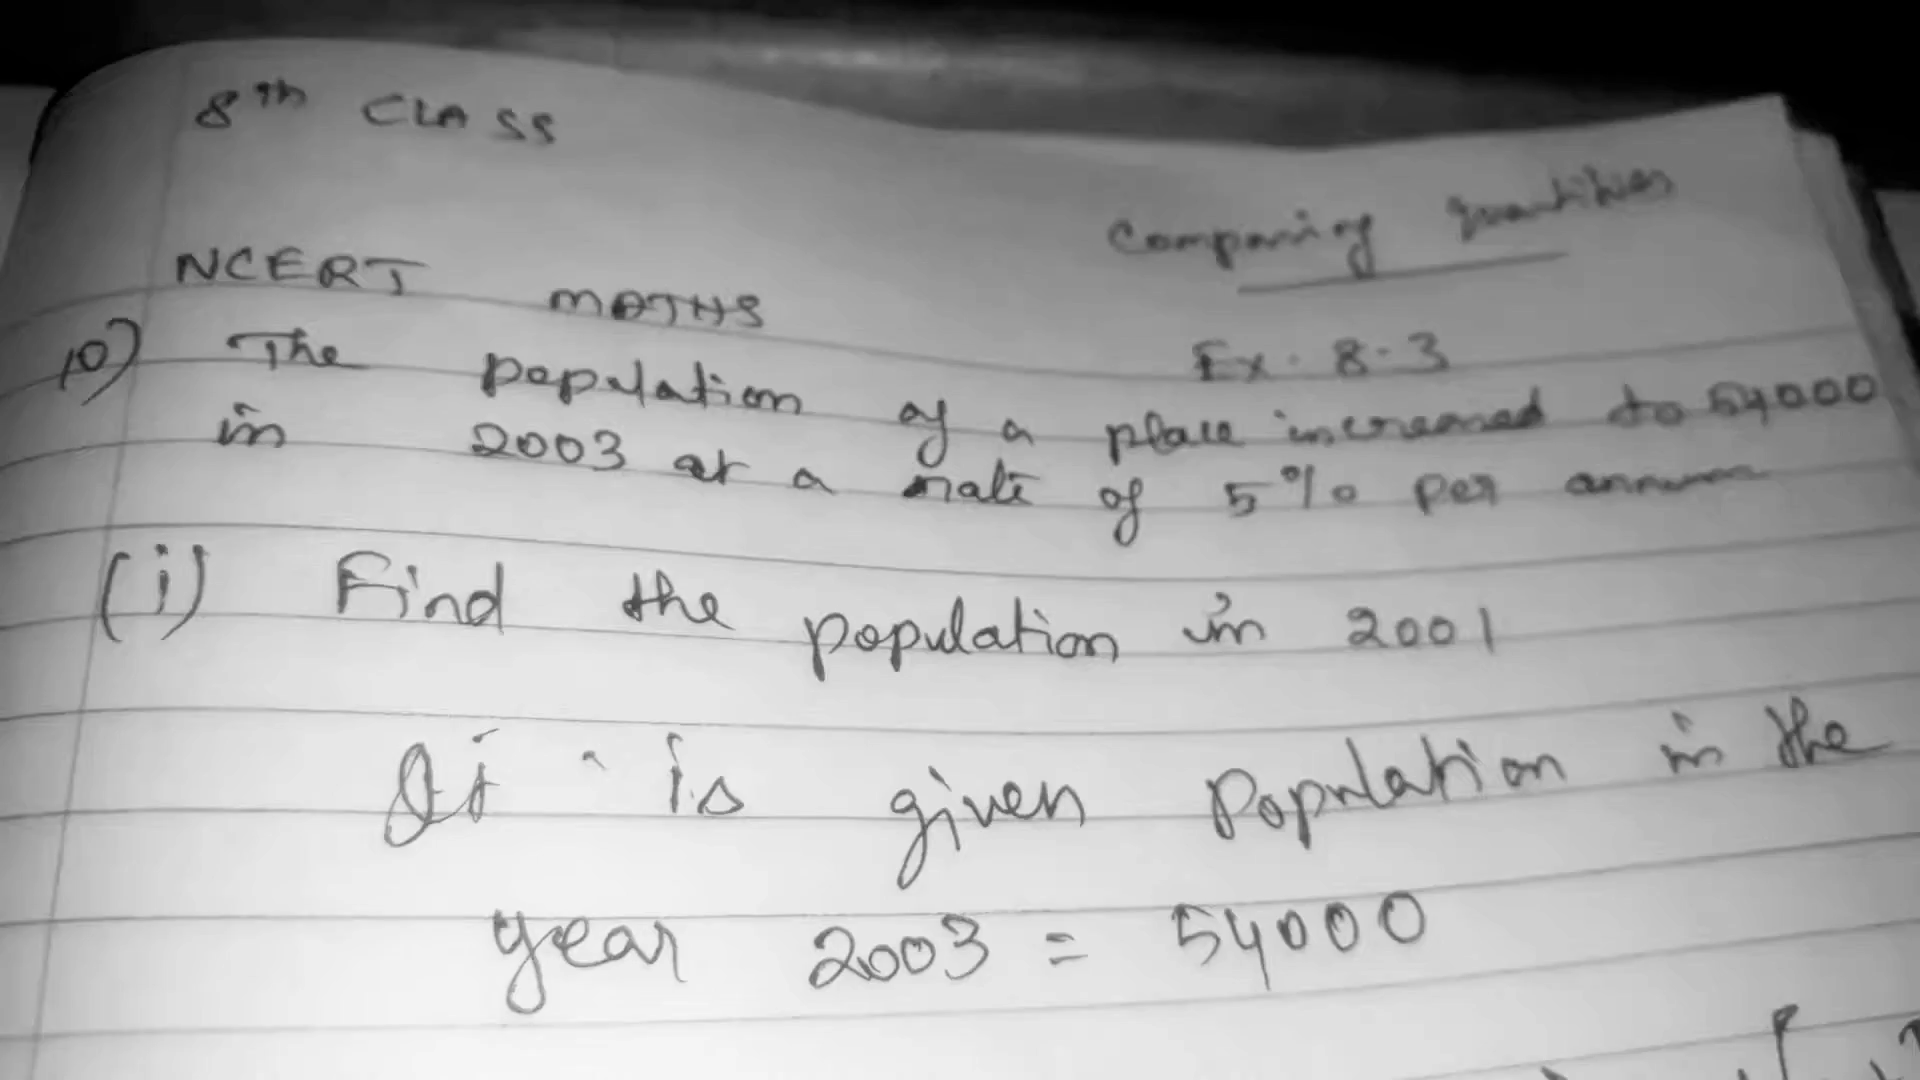 8th CLASS
Comparing quantities
NCERT MATHS
Ex. 8.3
10) The population of a place increased to 54000
in 2003 at a rate of 5% per annum
(i) Find the population in 2001
It is given Population in the
year 2003 = 54000